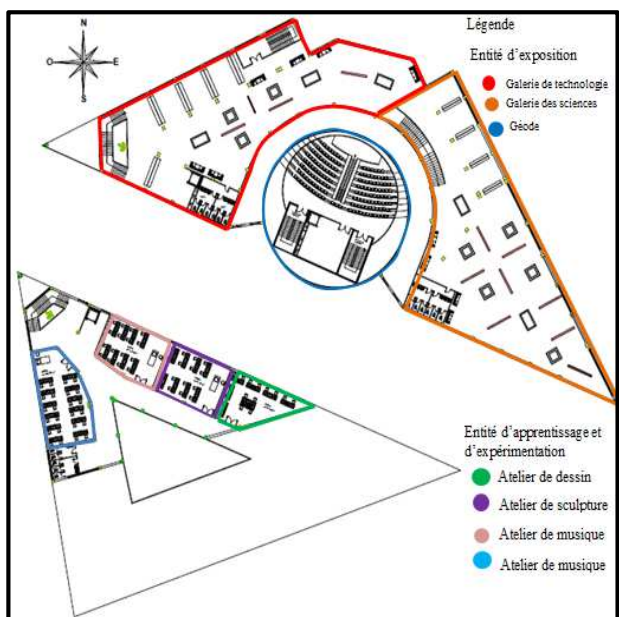 Légende
N
O
E
S
Entité d'exposition
Galerie de technologie
Galerie des sciences
Géode
Entité d'apprentissage et
d'expérimentation
Atelier de dessin
Atelier de sculpture
Atelier de musique
Atelier de musique